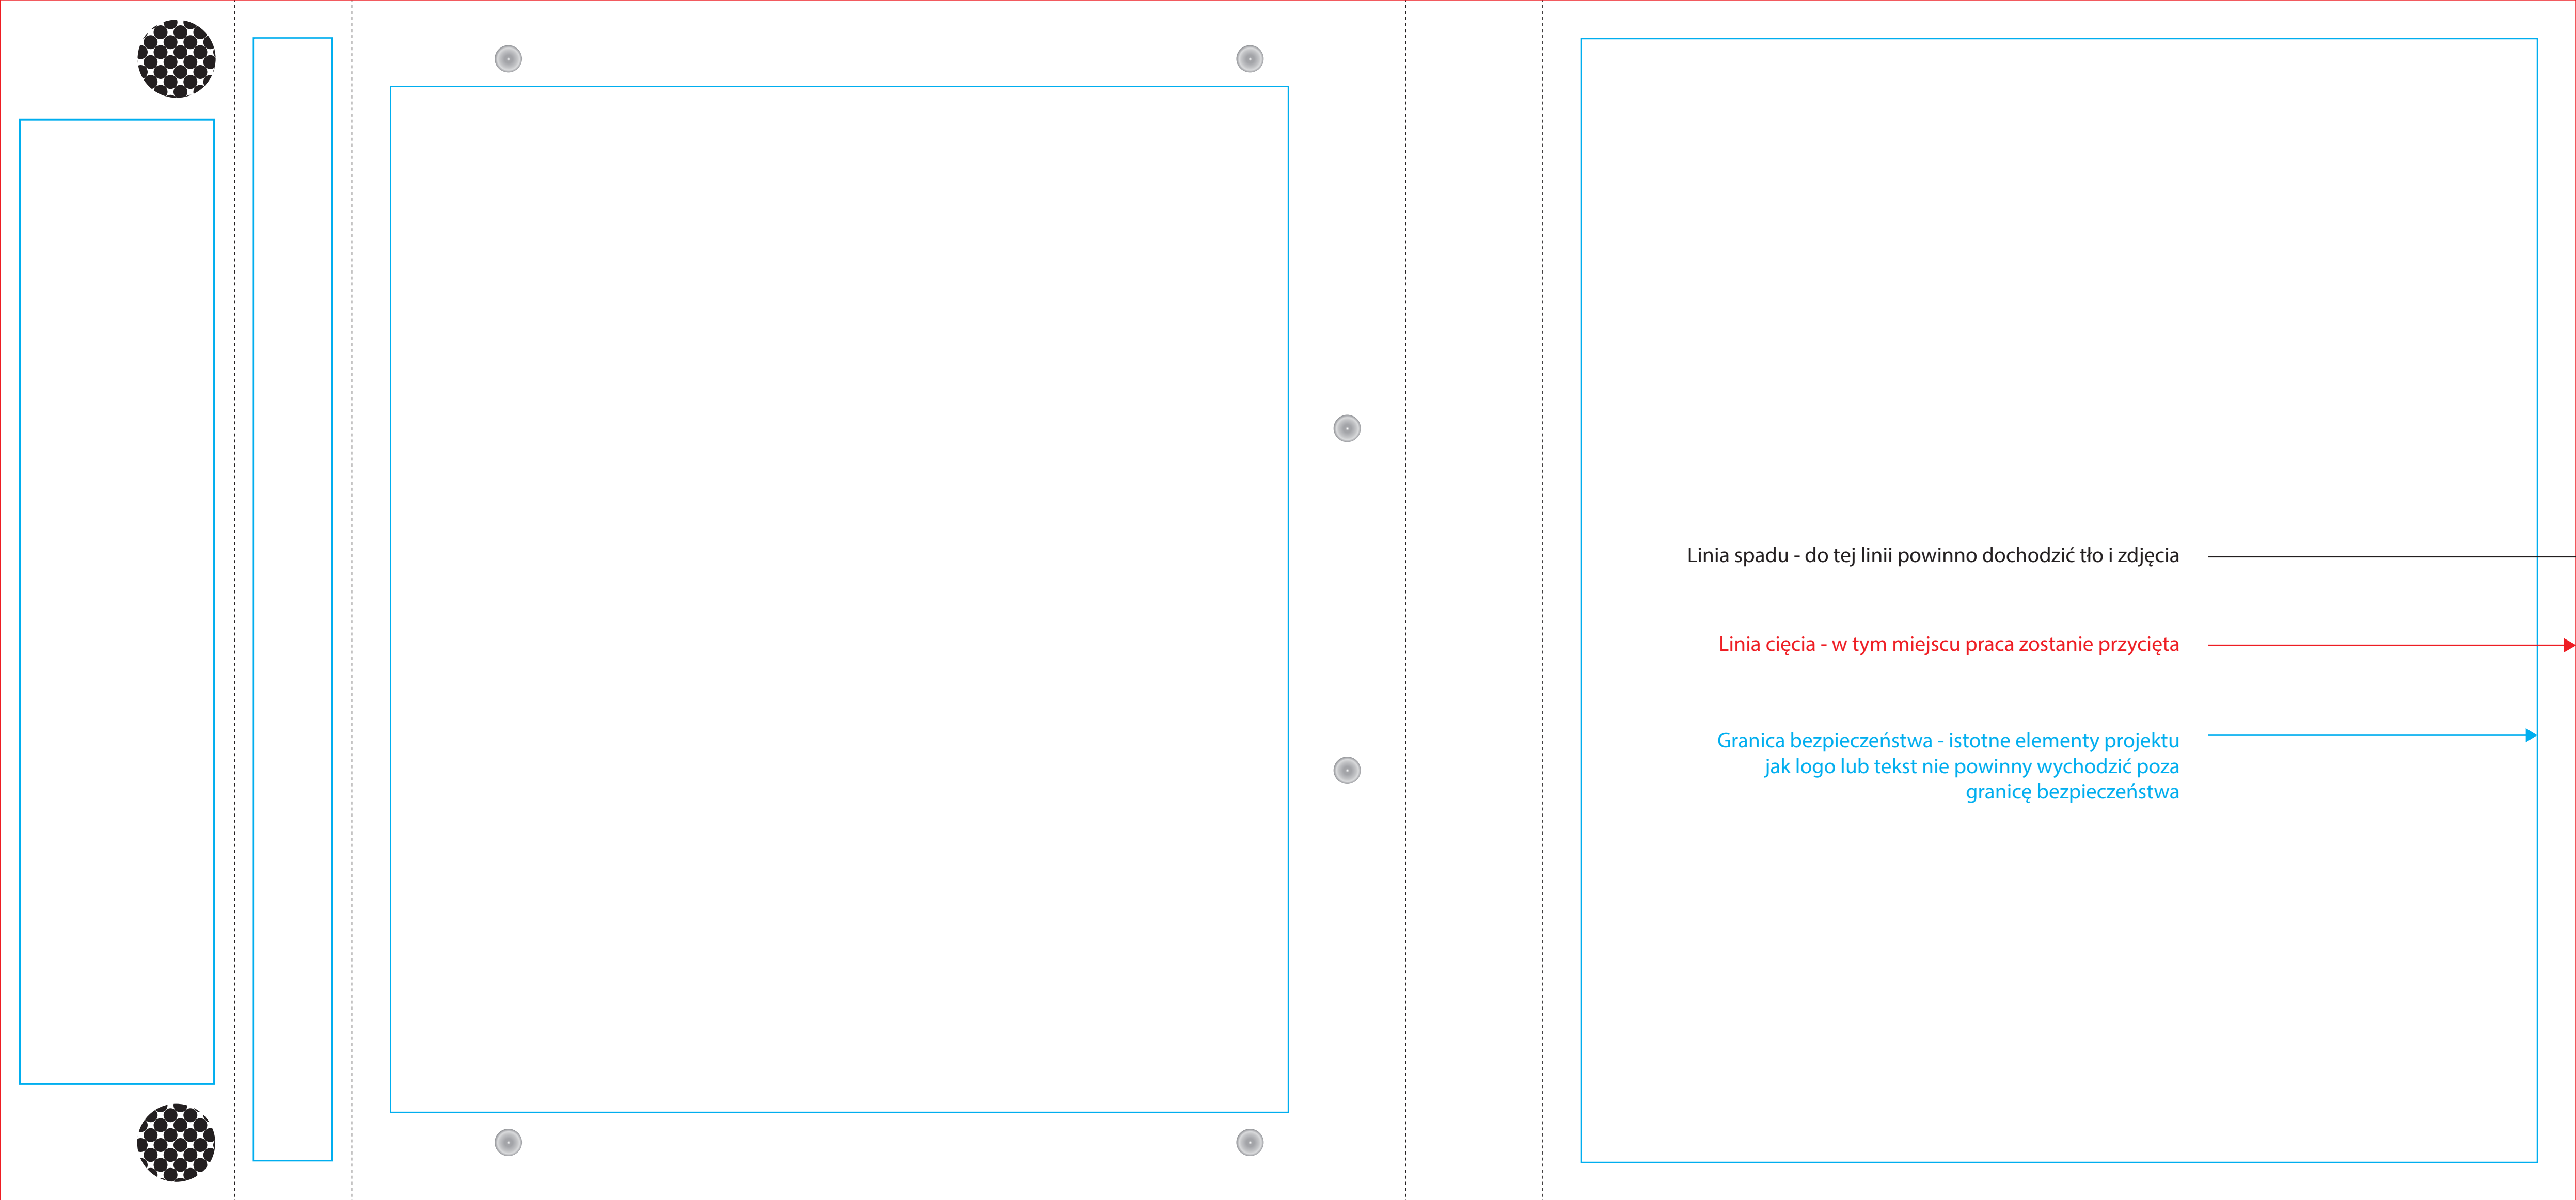 Linia spadu - do tej linii powinno dochodzić tło i zdjęcia
Linia cięcia - w tym miejscu praca zostanie przycięta
Granica bezpieczeństwa - istotne elementy projektu
jak logo lub tekst nie powinny wychodzić poza
granicę bezpieczeństwa